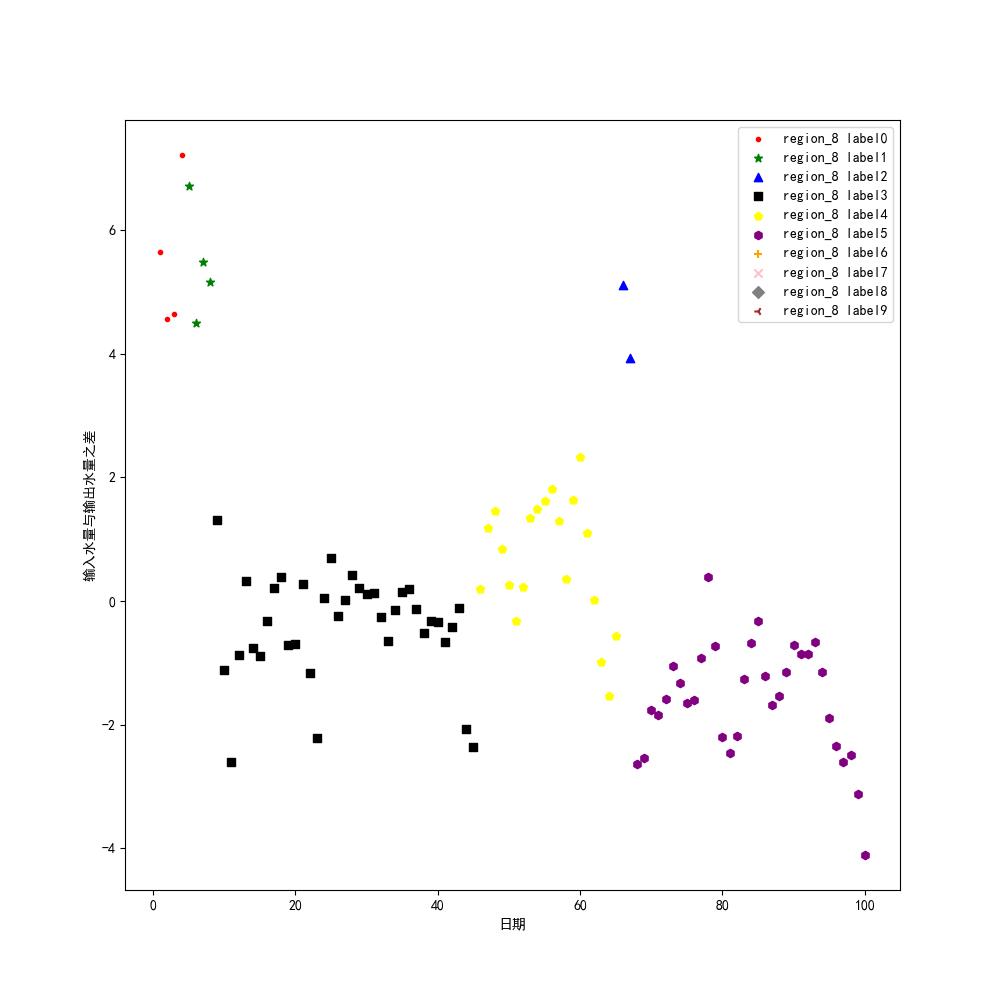 region_8 label0
region_8 label1
region_8 label2
region_8 label3
region_8 label4
region_8 label5
region_8 label6
region_8 label7
region_8 label8
region_8 label9
输入水量与输出水量之差
6
4
2
0
−2
−4
0 20 40 60 80 100
日期